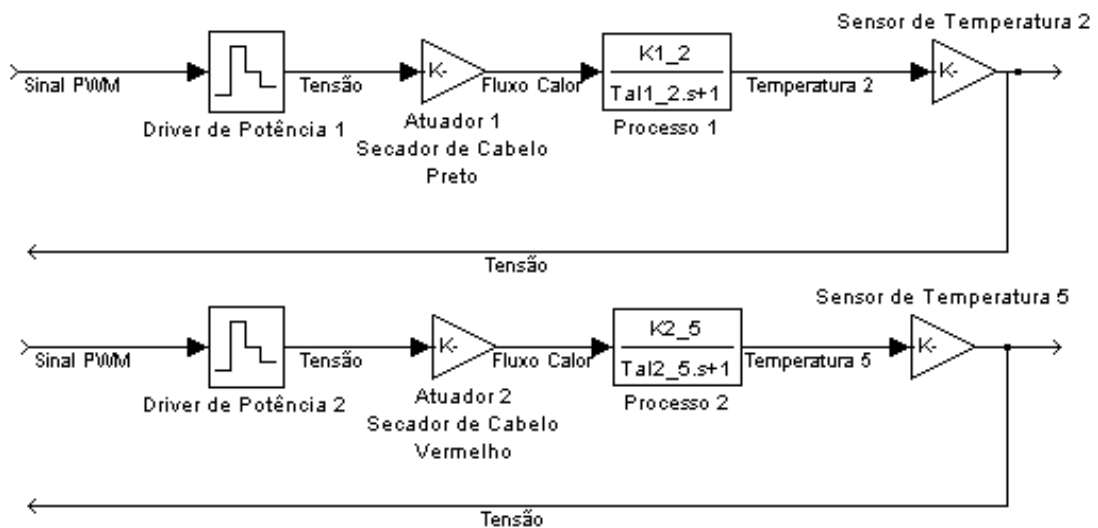 Sensor de Temperatura 2
Sinal PWM
Driver de Potência 1
Tensão
K-
Atuador 1
Secador de Cabelo
Preto
Fluxo Calor
K1_2
Tal1_2.s+1
Processo 1
Temperatura 2
K-
Tensão
Sensor de Temperatura 5
Sinal PWM
Driver de Potência 2
Tensão
K-
Atuador 2
Secador de Cabelo
Vermelho
Fluxo Calor
K2_5
Tal2_5.s+1
Processo 2
Temperatura 5
K-
Tensão